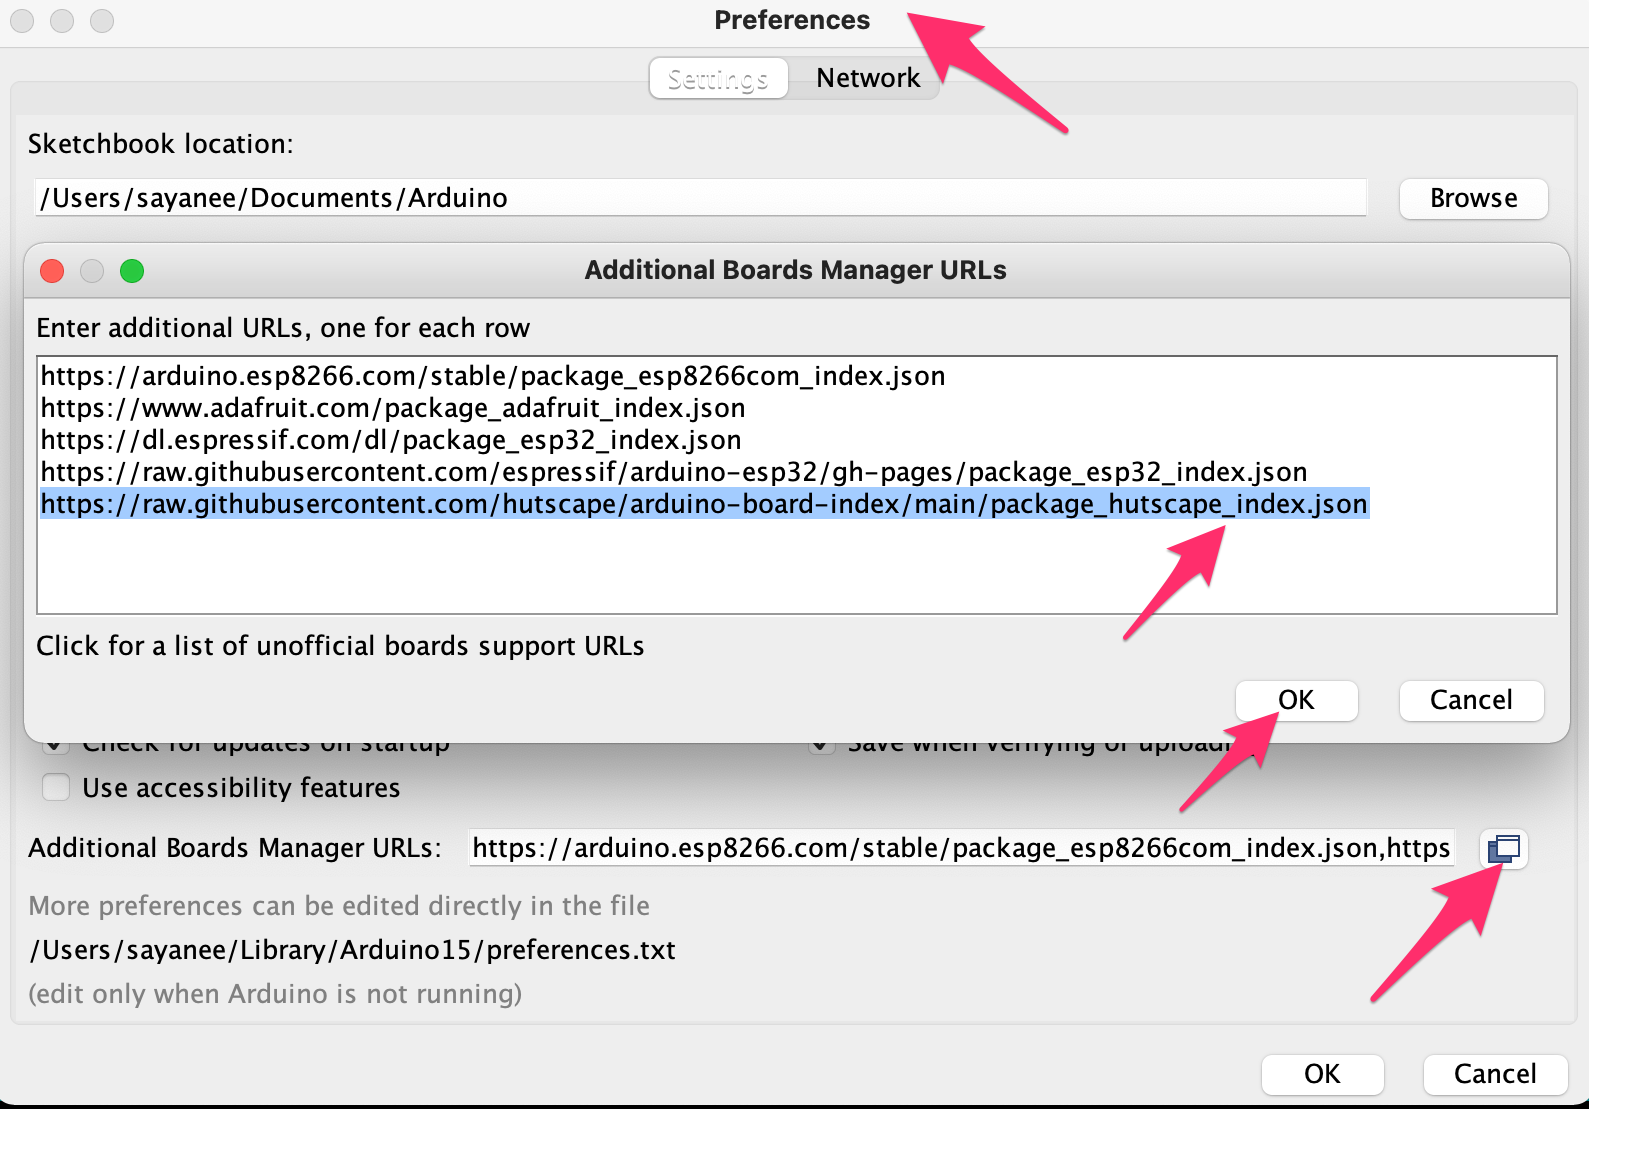 Preferences
Settings Network
Sketchbook location:
/Users/sayanee/Documents/Arduino Browse
Additional Boards Manager URLs
Enter additional URLs, one for each row
https://arduino.esp8266.com/stable/package_esp8266com_index.json
https://www.adafruit.com/package_adafruit_index.json
https://dl.espressif.com/dl/package_esp32_index.json
https://raw.githubusercontent.com/espressif/arduino-esp32/gh-pages/package_esp32_index.json
https://raw.githubusercontent.com/hutscape/arduino-board-index/main/package_hutscape_index.json
Click for a list of unofficial boards support URLs
OK Cancel
Check for updates on startup Save when verifying or uploading
Use accessibility features
Additional Boards Manager URLs: https://arduino.esp8266.com/stable/package_esp8266com_index.json,https
More preferences can be edited directly in the file
/Users/sayanee/Library/Arduino15/preferences.txt
(edit only when Arduino is not running)
OK Cancel